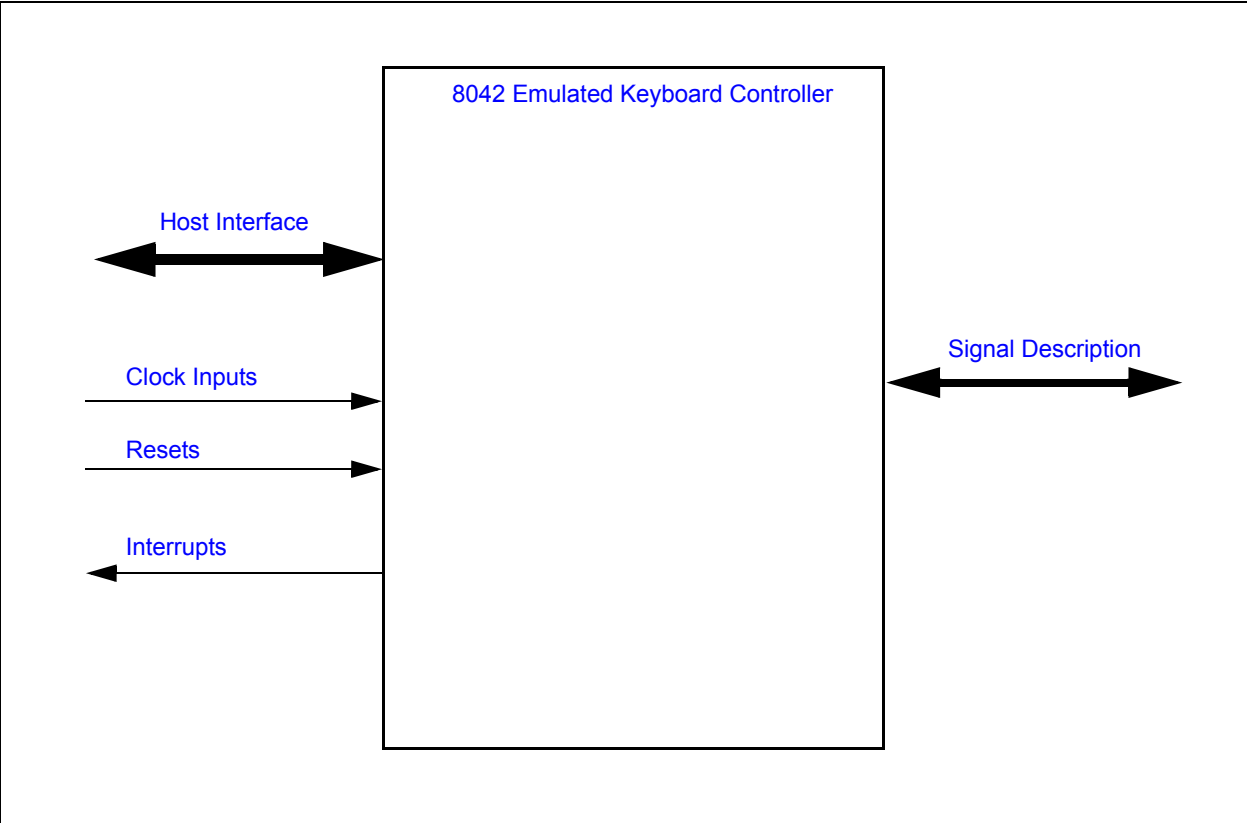 8042 Emulated Keyboard Controller
Host Interface
Signal Description
Clock Inputs
Resets
Interrupts